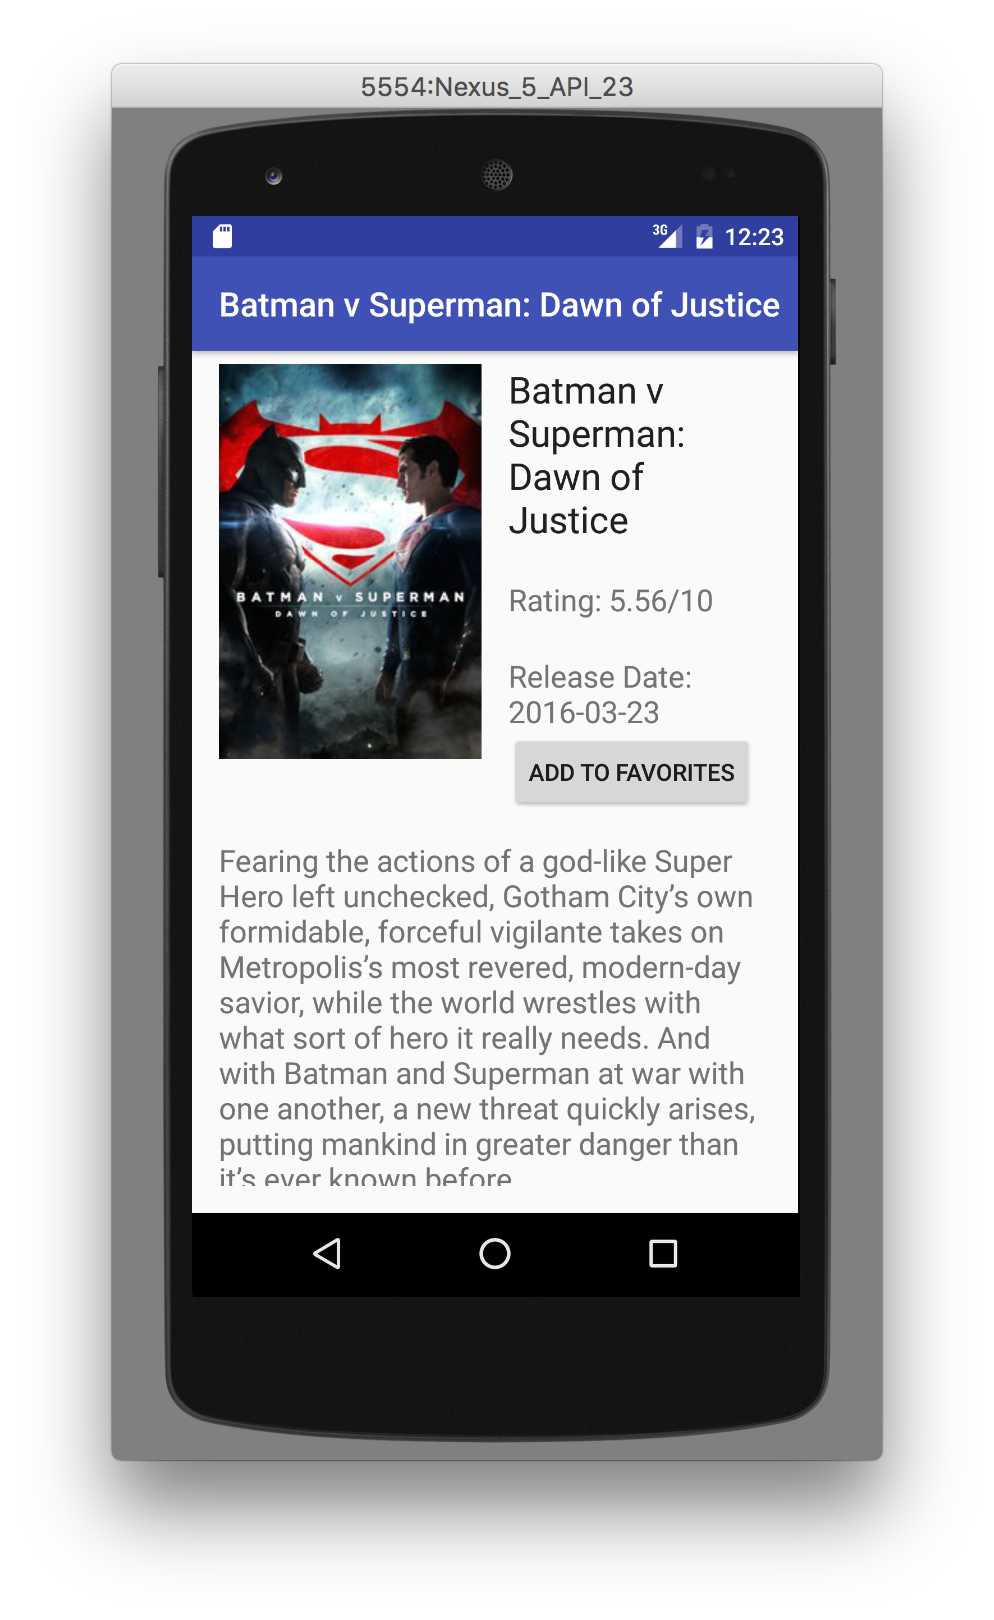 5554:Nexus_5_API_23
3G
12:23
Batman v Superman: Dawn of Justice
BATMAN v SUPERMAN
DAWN OF JUSTICE
Batman v
Superman:
Dawn of
Justice
Rating: 5.56/10
Release Date:
2016-03-23
ADD TO FAVORITES
Fearing the actions of a god-like Super
Hero left unchecked, Gotham City’s own
formidable, forceful vigilante takes on
Metropolis’s most revered, modern-day
savior, while the world wrestles with
what sort of hero it really needs. And
with Batman and Superman at war with
one another, a new threat quickly arises,
putting mankind in greater danger than
it’s ever known before